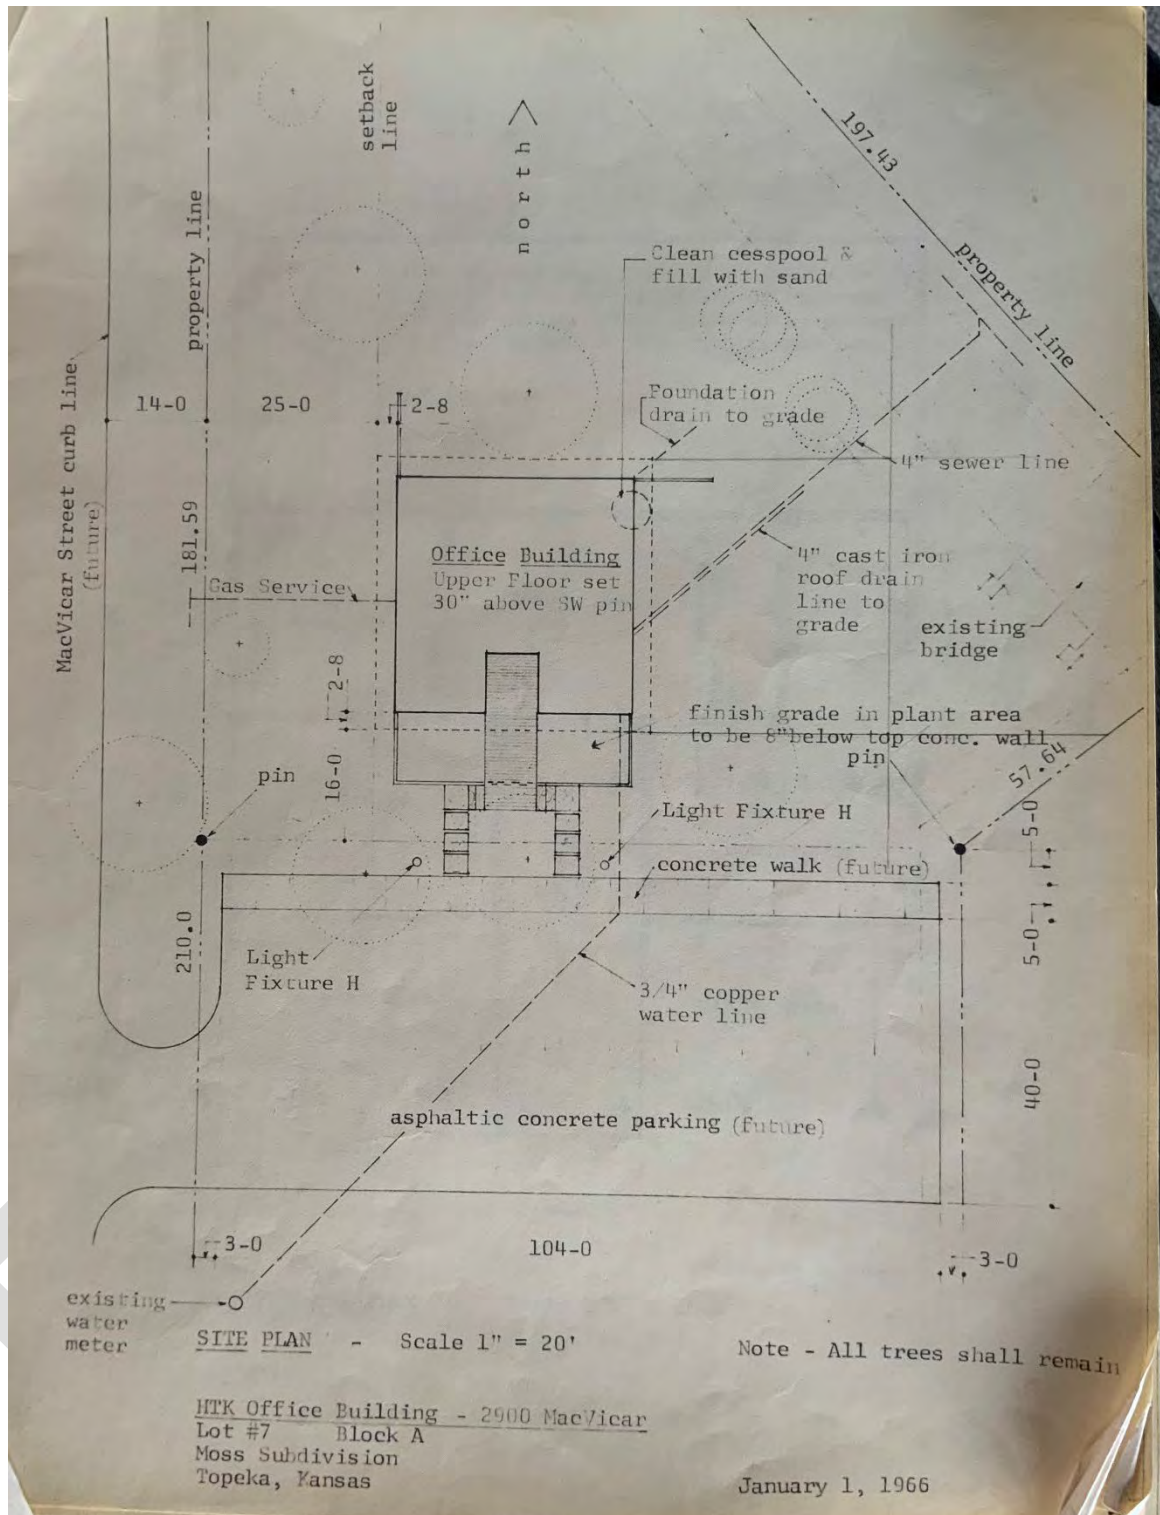 setback
line
north >
197.43
property line
property line
Clean cesspool &
fill with sand
MacVicar Street curb line
(future)
14-0
25-0
2-8
Foundation
drain to grade
4" sewer line
181.59
Office Building
Upper Floor set
30" above SW pin
Gas Service
4" cast iron
roof drain
line to
grade
existing
bridge
2-8
finish grade in plant area
to be 8"below top conc. wall
pin
pin
57.64
16-0
Light Fixture H
5-0
concrete walk (future)
210.0
Light
Fixture H
5-0
3/4" copper
water line
40-0
asphaltic concrete parking (future)
3-0
104-0
3-0
existing
water
meter
SITE PLAN - Scale 1" = 20'
Note - All trees shall remain
HTK Office Building - 2900 MacVicar
Lot #7 Block A
Moss Subdivision
Topeka, Kansas
January 1, 1966